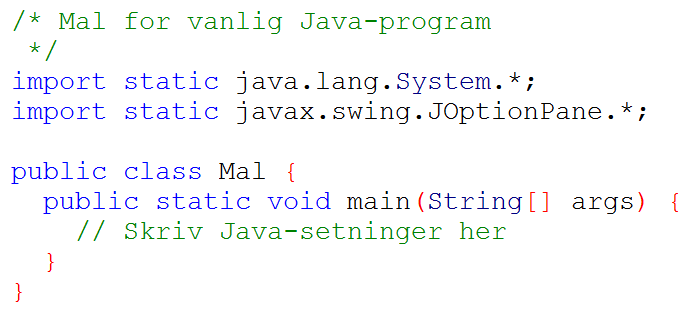 /* Mal for vanlig Java-program
 */
import static java.lang.System.*;
import static javax.swing.JOptionPane.*;

public class Mal {
  public static void main(String[] args) {
    // Skriv Java-setninger her
  }
}